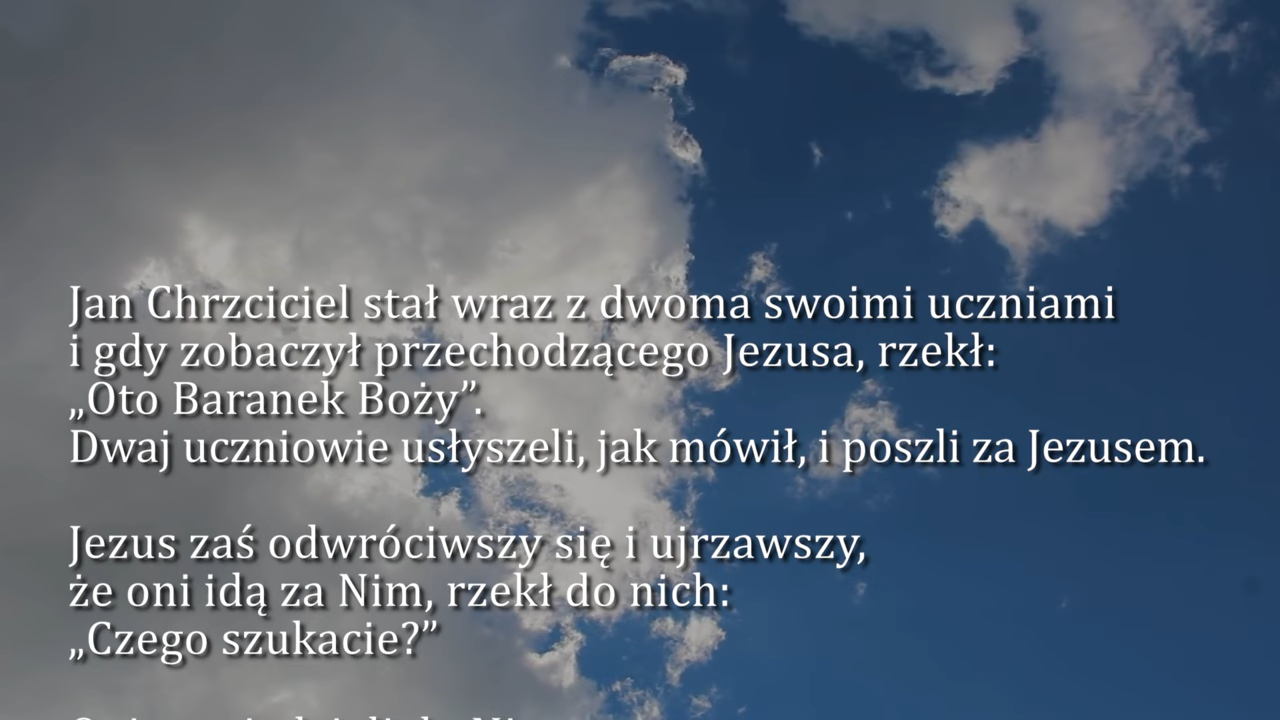 Jan Chrzciciel stał wraz z dwoma swoimi uczniami
i gdy zobaczył przechodzącego Jezusa, rzekł:
„Oto Baranek Boży”.
Dwaj uczniowie usłyszeli, jak mówił, i poszli za Jezusem.
Jezus zaś odwróciwszy się i ujrzawszy,
że oni idą za Nim, rzekł do nich:
„Czego szukacie?”